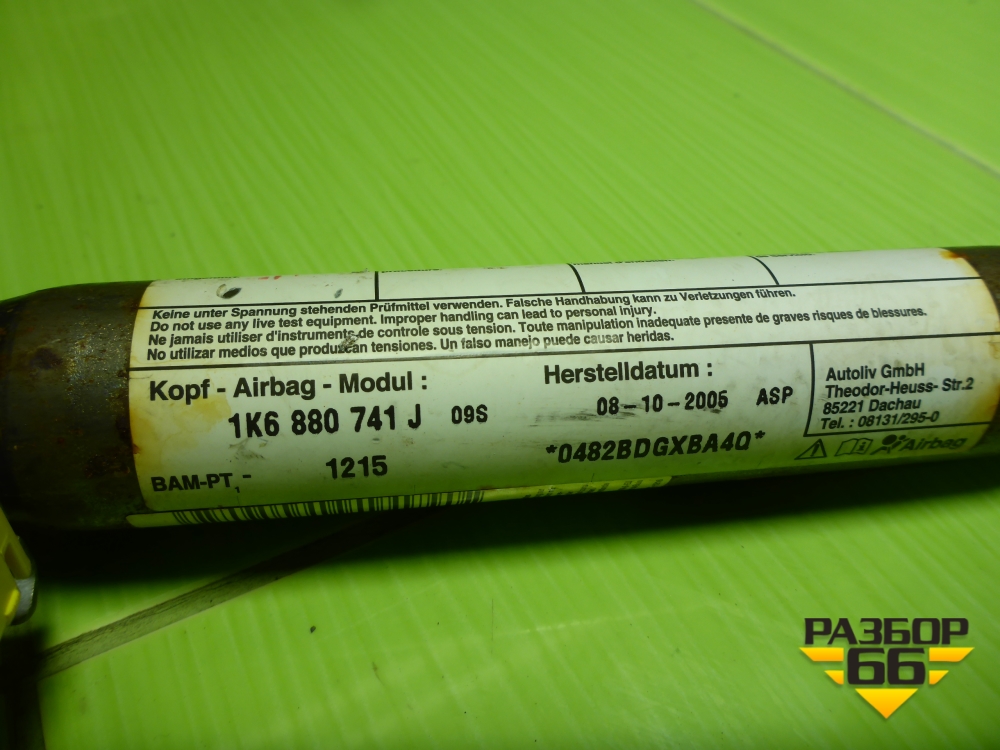 Keine unter Spannung stehenden Prüfmittel verwenden. Falsche Handhabung kann zu Verletzungen führen.
Do not use any live test equipment. Improper handling can lead to personal injury.
Ne jamais utiliser d'instruments de controle sous tension. Toute manipulation inadequate presente de graves risques de blessures.
No utilizar medios que produzcan tensiones. Un falso manejo puede causar heridas.
Kopf - Airbag - Modul :
1K6 880 741 J 09S
BAM-PT1- 1215
Herstelldatum :
08-10-2005 ASP
*0482BDGXBA4Q*
Autoliv GmbH
Theodor-Heuss- Str.2
85221 Dachau
Tel. : 08131/295-0
Airbag
РАЗБОР
66